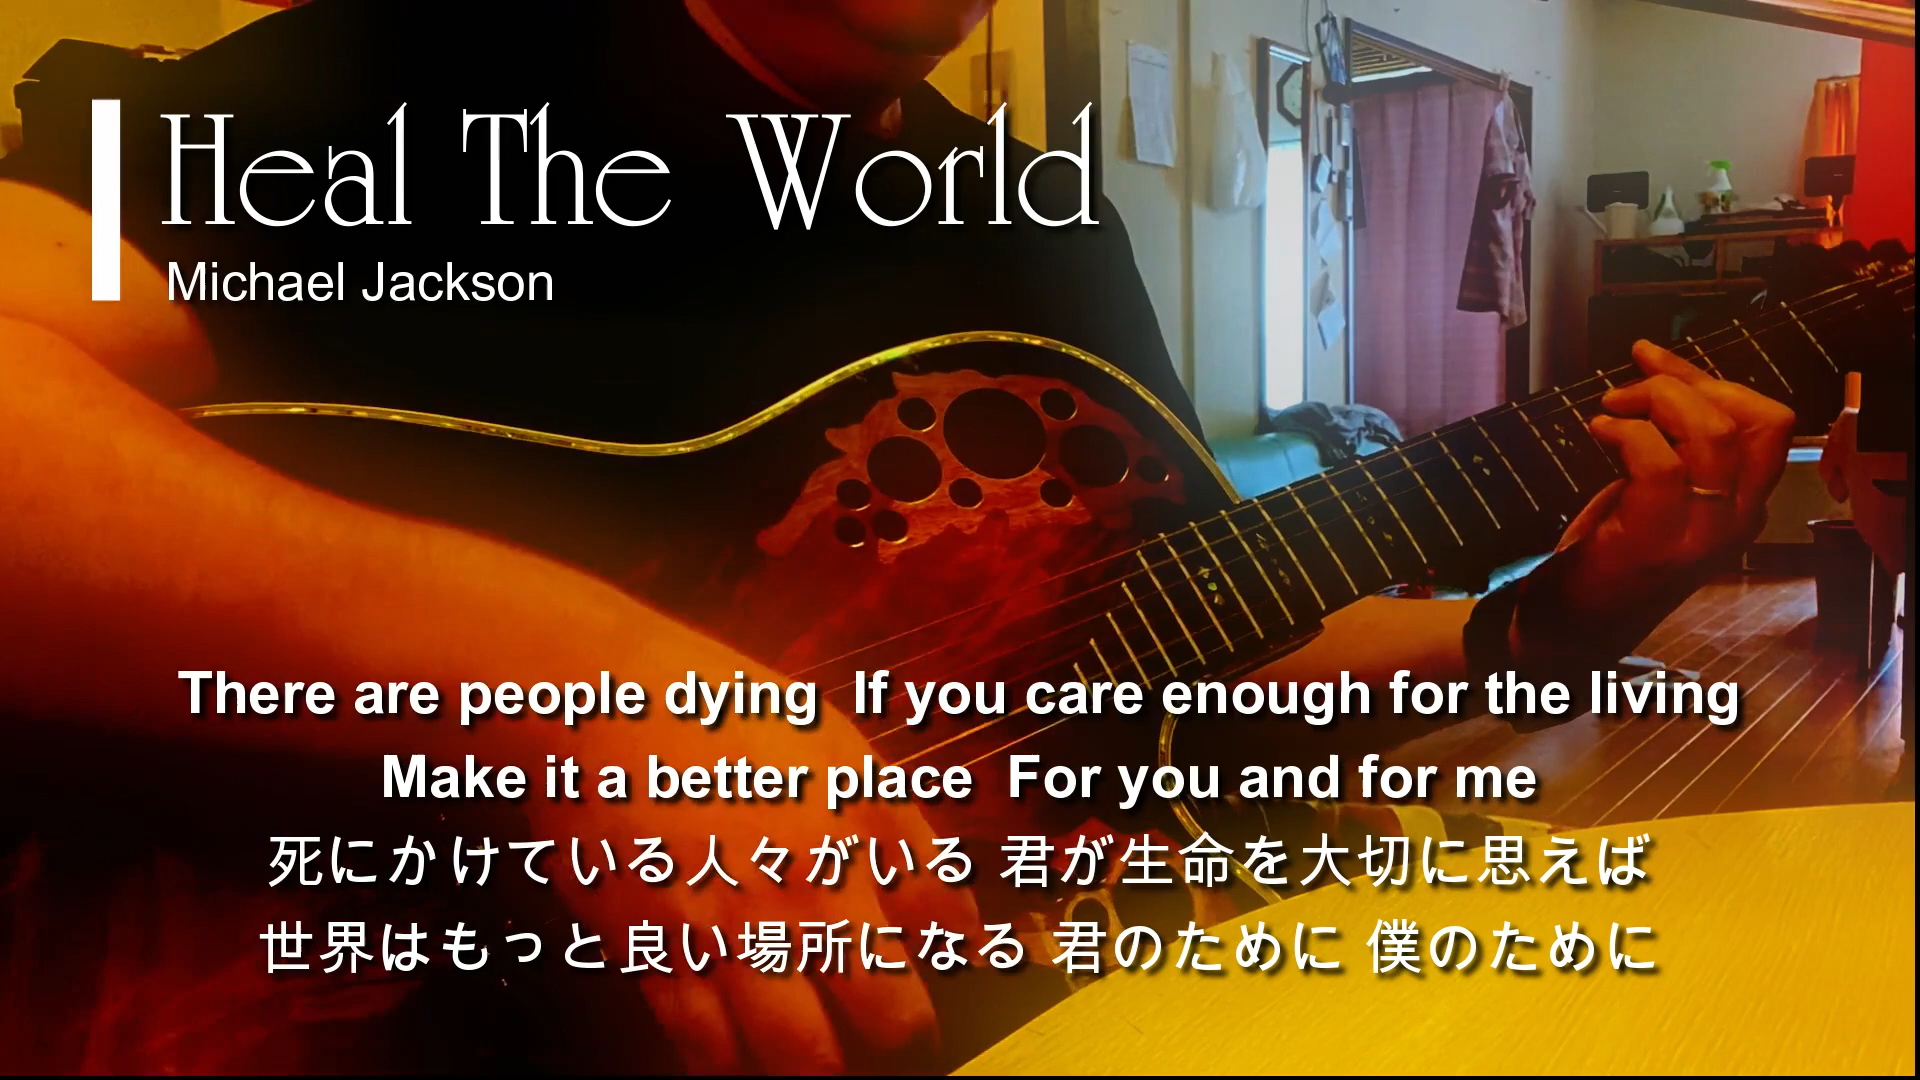 Heal The World
Michael Jackson
There are people dying  If you care enough for the living
Make it a better place  For you and for me
死にかけている人々がいる 君が生命を大切に思えば
世界はもっと良い場所になる 君のために 僕のために